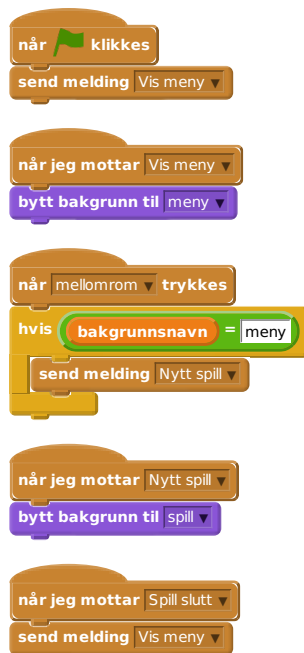 når klikkes
send melding Vis meny
når jeg mottar Vis meny
bytt bakgrunn til meny
når mellomrom trykkes
hvis bakgrunnsnavn = meny
send melding Nytt spill
når jeg mottar Nytt spill
bytt bakgrunn til spill
når jeg mottar Spill slutt
send melding Vis meny